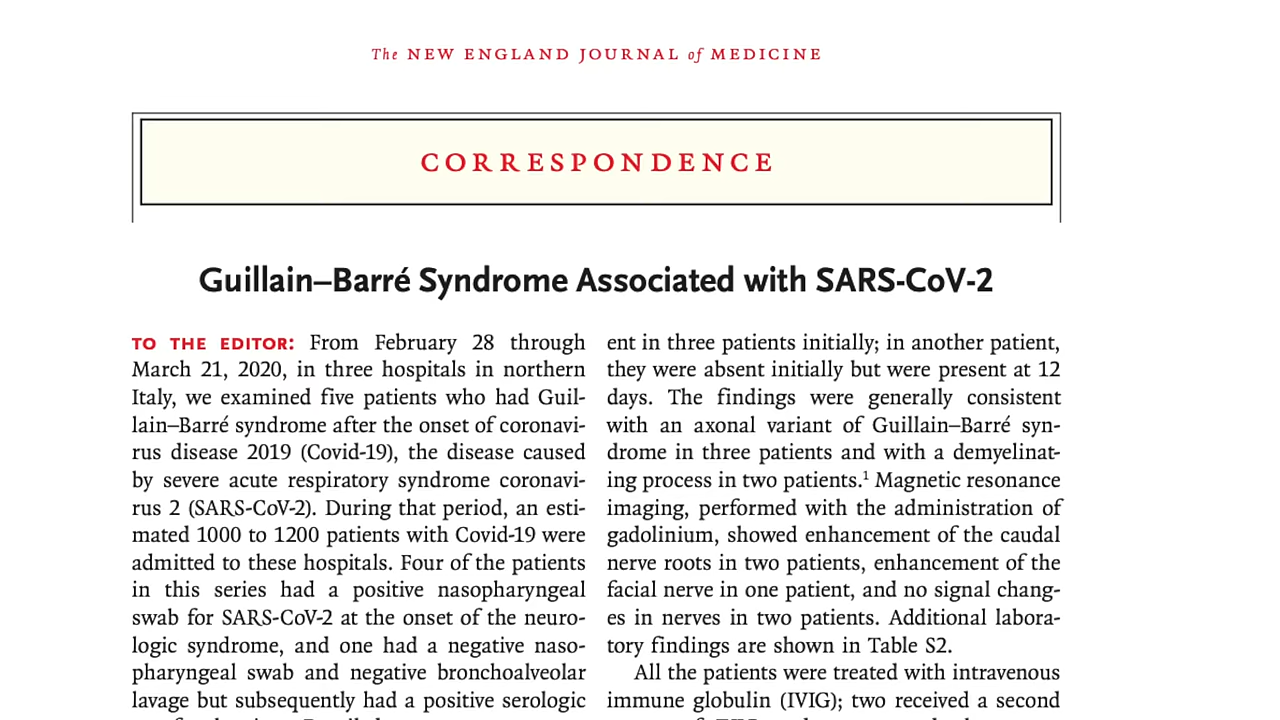 The NEW ENGLAND JOURNAL of MEDICINE
CORRESPONDENCE
Guillain–Barré Syndrome Associated with SARS-CoV-2
TO THE EDITOR: From February 28 through
March 21, 2020, in three hospitals in northern
Italy, we examined five patients who had Guil-
lain–Barré syndrome after the onset of coronavi-
rus disease 2019 (Covid-19), the disease caused
by severe acute respiratory syndrome coronavi-
rus 2 (SARS-CoV-2). During that period, an esti-
mated 1000 to 1200 patients with Covid-19 were
admitted to these hospitals. Four of the patients
in this series had a positive nasopharyngeal
swab for SARS-CoV-2 at the onset of the neuro-
logic syndrome, and one had a negative naso-
pharyngeal swab and negative bronchoalveolar
lavage but subsequently had a positive serologic
ent in three patients initially; in another patient,
they were absent initially but were present at 12
days. The findings were generally consistent
with an axonal variant of Guillain–Barré syn-
drome in three patients and with a demyelinat-
ing process in two patients.¹ Magnetic resonance
imaging, performed with the administration of
gadolinium, showed enhancement of the caudal
nerve roots in two patients, enhancement of the
facial nerve in one patient, and no signal chang-
es in nerves in two patients. Additional labora-
tory findings are shown in Table S2.
All the patients were treated with intravenous
immune globulin (IVIG); two received a second